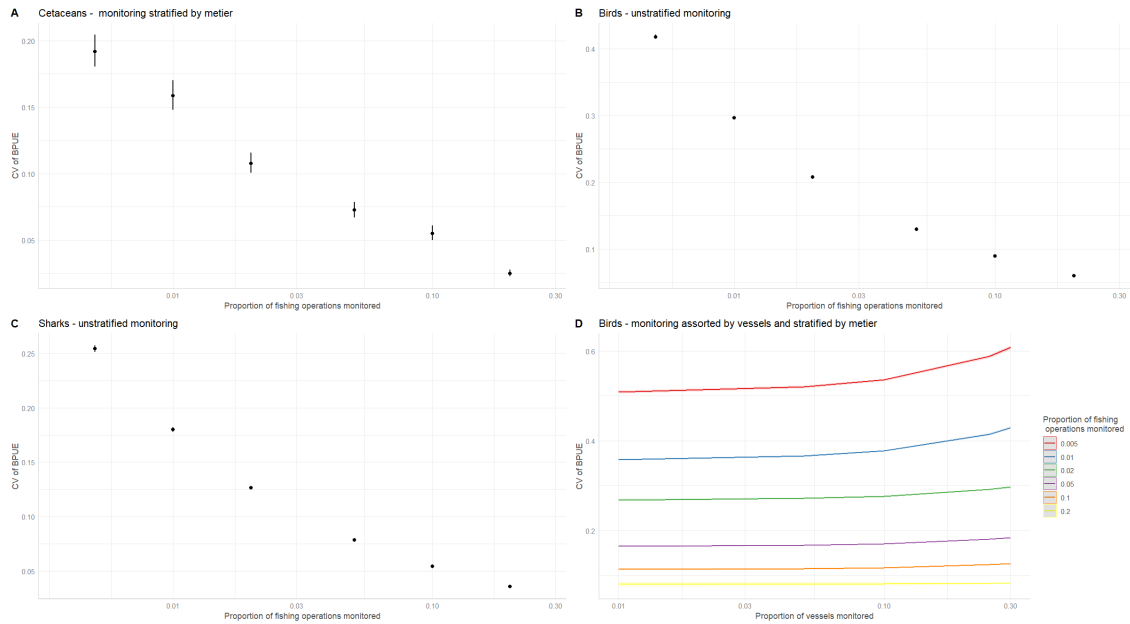 A Cetaceans - monitoring stratified by metier
0.20
0.15
0.10
0.05
CV of BPUE
0.01 0.03 0.10 0.30
Proportion of fishing operations monitored
B Birds - unstratified monitoring
0.4
0.3
0.2
0.1
CV of BPUE
0.01 0.03 0.10 0.30
Proportion of fishing operations monitored
C Sharks - unstratified monitoring
0.25
0.20
0.15
0.10
0.05
CV of BPUE
0.01 0.03 0.10 0.30
Proportion of fishing operations monitored
D Birds - monitoring assorted by vessels and stratified by metier
0.6
0.4
0.2
CV of BPUE
0.01 0.03 0.10 0.30
Proportion of vessels monitored
Proportion of fishing
operations monitored
0.005
0.01
0.02
0.05
0.1
0.2